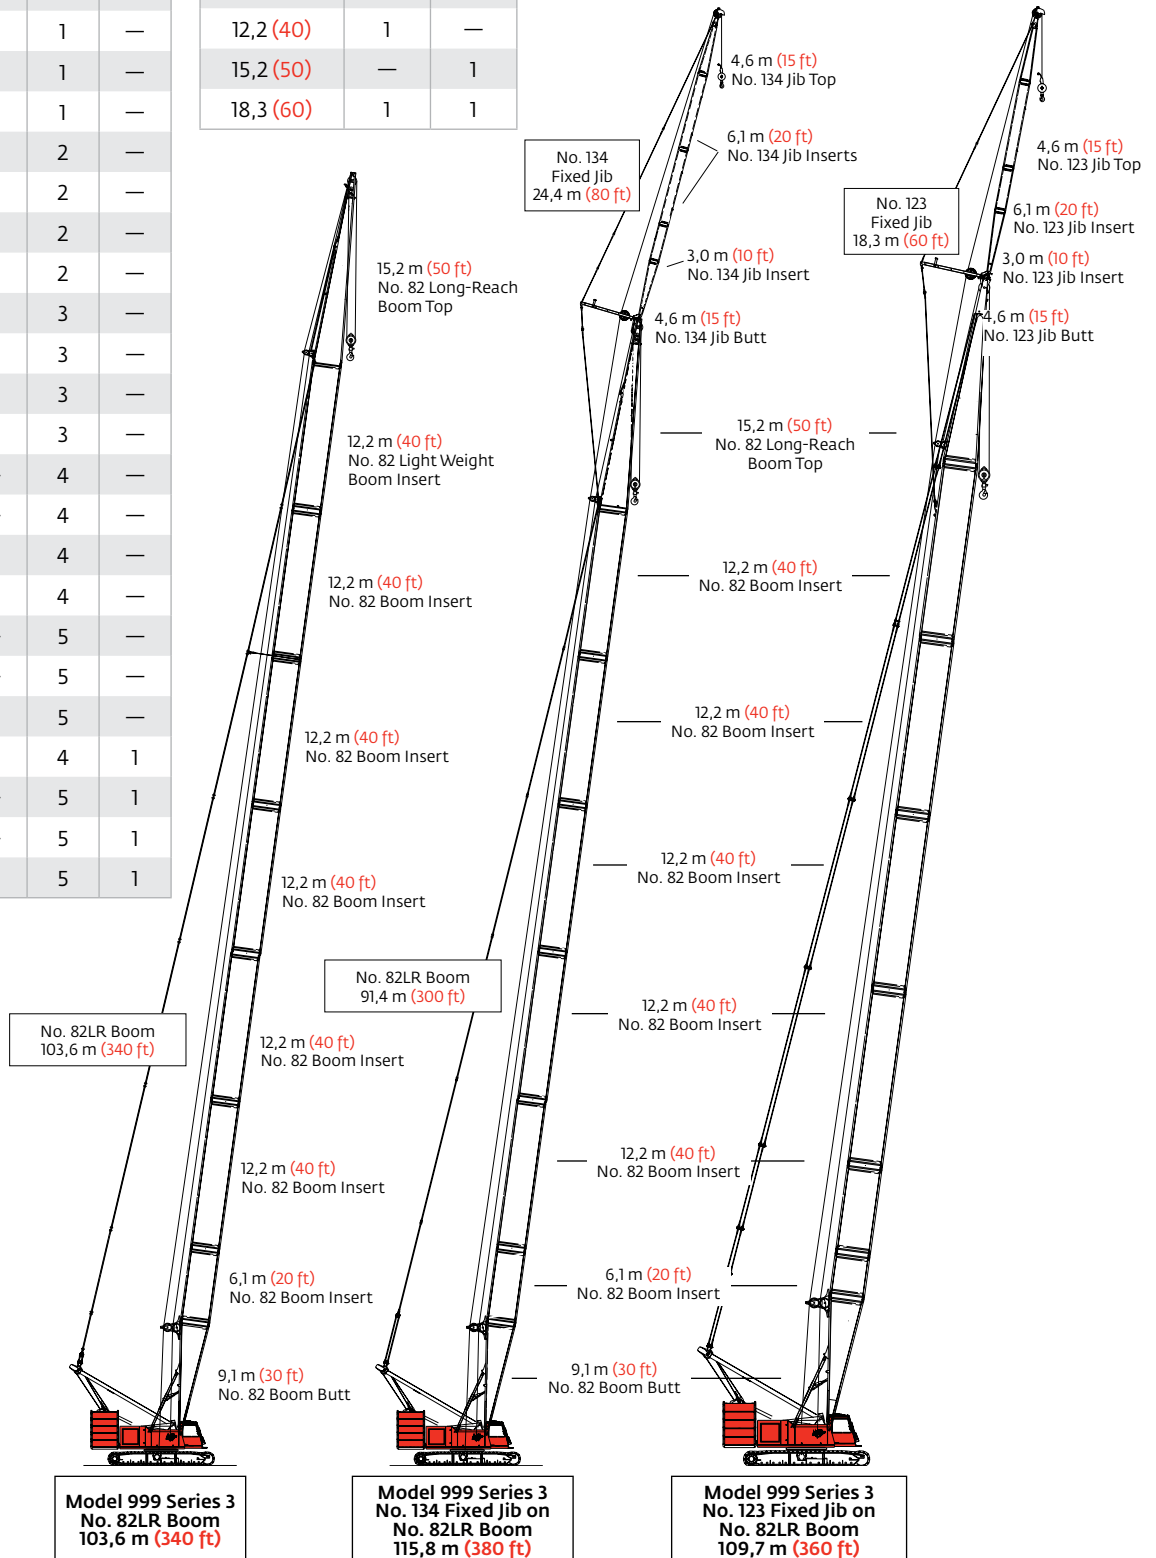 1 —
1 —
1 —
2 —
2 —
2 —
2 —
3 —
3 —
3 —
3 —
4 —
4 —
4 —
4 —
5 —
5 —
5 —
4 1
5 1
5 1
5 1
12,2 (40) 1 —
15,2 (50) — 1
18,3 (60) 1 1
15,2 m (50 ft)
No. 82 Long-Reach
Boom Top
12,2 m (40 ft)
No. 82 Light Weight
Boom Insert
12,2 m (40 ft)
No. 82 Boom Insert
12,2 m (40 ft)
No. 82 Boom Insert
12,2 m (40 ft)
No. 82 Boom Insert
No. 82LR Boom
103,6 m (340 ft)
12,2 m (40 ft)
No. 82 Boom Insert
12,2 m (40 ft)
No. 82 Boom Insert
6,1 m (20 ft)
No. 82 Boom Insert
9,1 m (30 ft)
No. 82 Boom Butt
Model 999 Series 3
No. 82LR Boom
103,6 m (340 ft)
4,6 m (15 ft)
No. 134 Jib Top
6,1 m (20 ft)
No. 134 Jib Inserts
No. 134
Fixed Jib
24,4 m (80 ft)
3,0 m (10 ft)
No. 134 Jib Insert
4,6 m (15 ft)
No. 134 Jib Butt
15,2 m (50 ft)
No. 82 Long-Reach
Boom Top
12,2 m (40 ft)
No. 82 Boom Insert
12,2 m (40 ft)
No. 82 Boom Insert
12,2 m (40 ft)
No. 82 Boom Insert
No. 82LR Boom
91,4 m (300 ft)
12,2 m (40 ft)
No. 82 Boom Insert
12,2 m (40 ft)
No. 82 Boom Insert
6,1 m (20 ft)
No. 82 Boom Insert
9,1 m (30 ft)
No. 82 Boom Butt
Model 999 Series 3
No. 134 Fixed Jib on
No. 82LR Boom
115,8 m (380 ft)
4,6 m (15 ft)
No. 123 Jib Top
No. 123
Fixed Jib
18,3 m (60 ft)
6,1 m (20 ft)
No. 123 Jib Insert
3,0 m (10 ft)
No. 123 Jib Insert
4,6 m (15 ft)
No. 123 Jib Butt
Model 999 Series 3
No. 123 Fixed Jib on
No. 82LR Boom
109,7 m (360 ft)